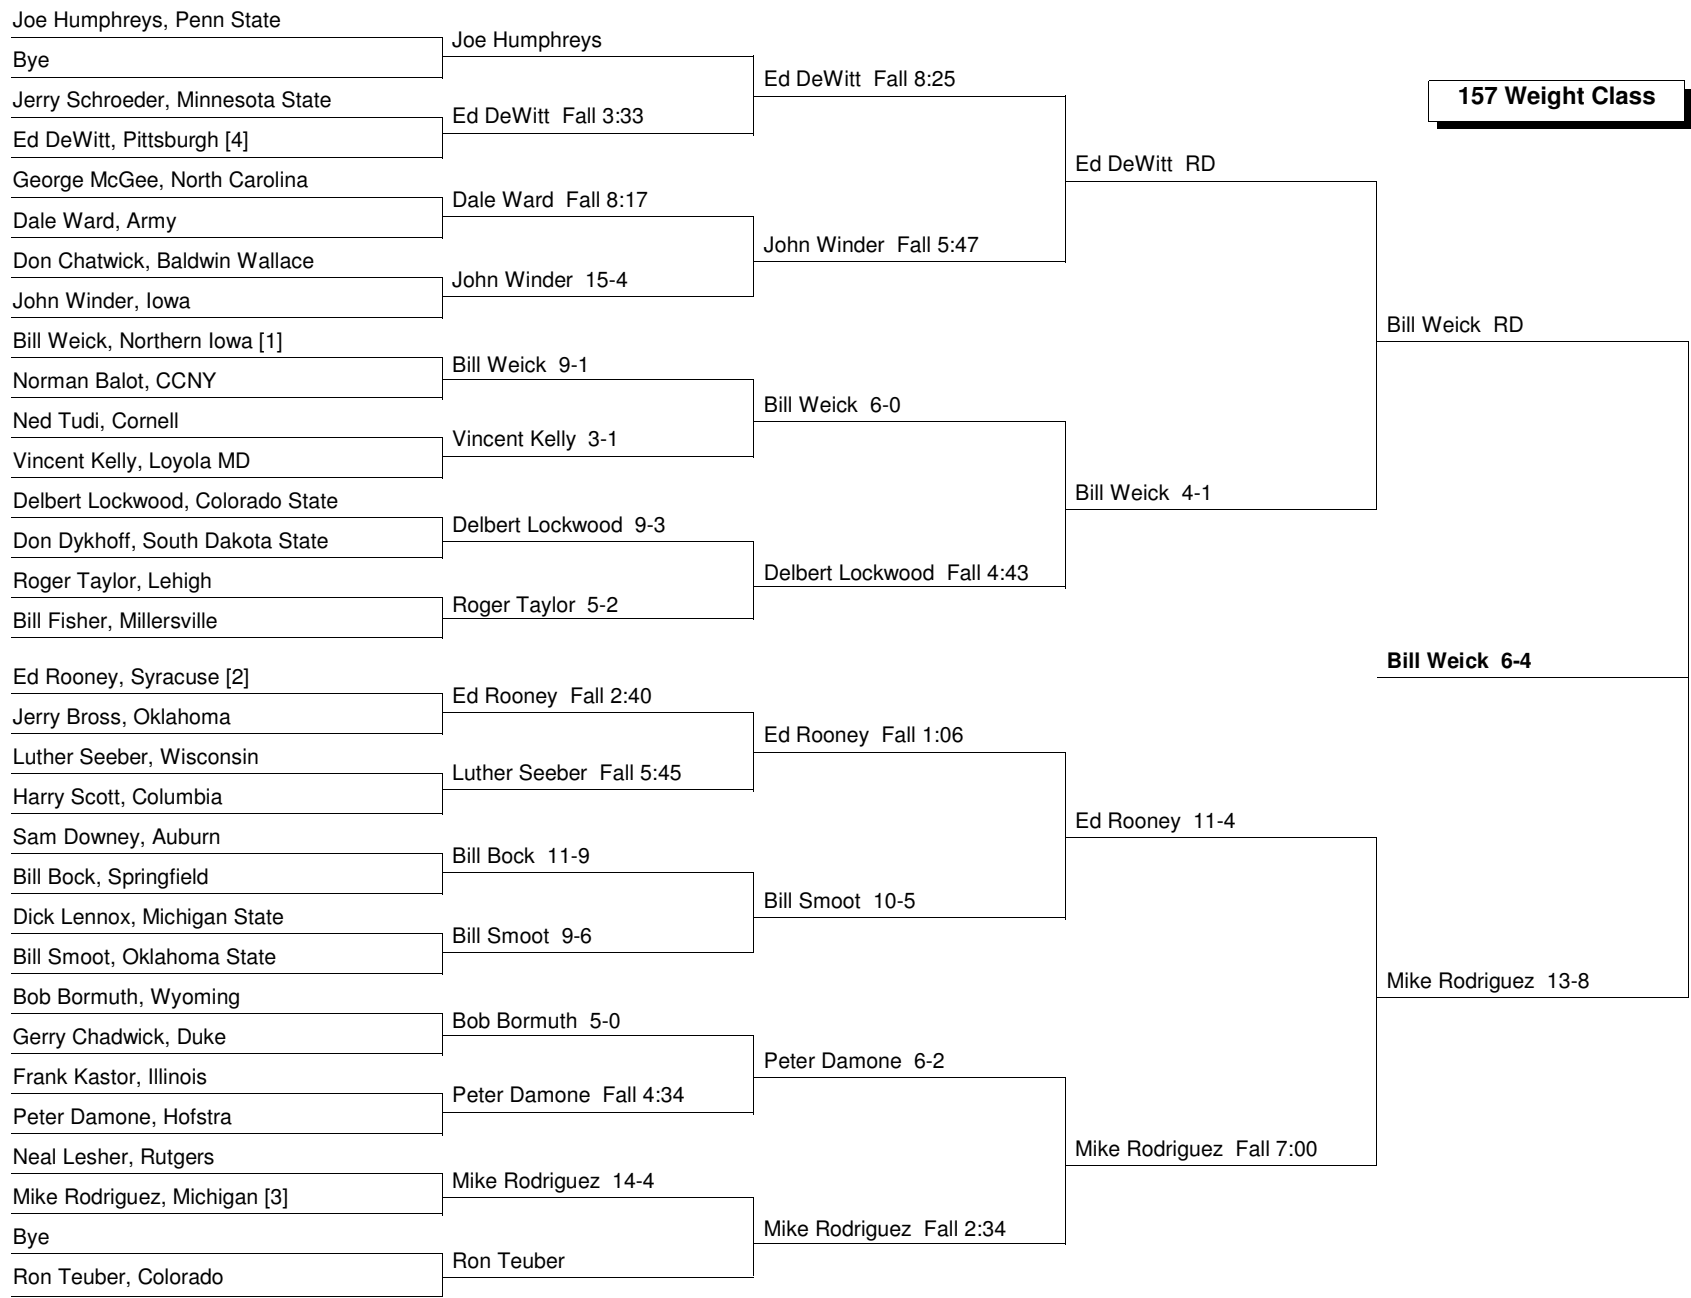 157 Weight Class
Joe Humphreys, Penn State
Bye
Jerry Schroeder, Minnesota State
Ed DeWitt, Pittsburgh [4]
George McGee, North Carolina
Dale Ward, Army
Don Chatwick, Baldwin Wallace
John Winder, Iowa
Bill Weick, Northern Iowa [1]
Norman Balot, CCNY
Ned Tudi, Cornell
Vincent Kelly, Loyola MD
Delbert Lockwood, Colorado State
Don Dykhoff, South Dakota State
Roger Taylor, Lehigh
Bill Fisher, Millersville
Ed Rooney, Syracuse [2]
Jerry Bross, Oklahoma
Luther Seeber, Wisconsin
Harry Scott, Columbia
Sam Downey, Auburn
Bill Bock, Springfield
Dick Lennox, Michigan State
Bill Smoot, Oklahoma State
Bob Bormuth, Wyoming
Gerry Chadwick, Duke
Frank Kastor, Illinois
Peter Damone, Hofstra
Neal Lesher, Rutgers
Mike Rodriguez, Michigan [3]
Bye
Ron Teuber, Colorado
Joe Humphreys
Ed DeWitt Fall 3:33
Dale Ward Fall 8:17
John Winder 15-4
Bill Weick 9-1
Vincent Kelly 3-1
Delbert Lockwood 9-3
Roger Taylor 5-2
Ed Rooney Fall 2:40
Luther Seeber Fall 5:45
Bill Bock 11-9
Bill Smoot 9-6
Bob Bormuth 5-0
Peter Damone Fall 4:34
Mike Rodriguez 14-4
Ron Teuber
Ed DeWitt Fall 8:25
John Winder Fall 5:47
Bill Weick 6-0
Delbert Lockwood Fall 4:43
Ed Rooney Fall 1:06
Bill Smoot 10-5
Peter Damone 6-2
Mike Rodriguez Fall 2:34
Ed DeWitt RD
Bill Weick 4-1
Ed Rooney 11-4
Mike Rodriguez Fall 7:00
Bill Weick RD
Mike Rodriguez 13-8
Bill Weick 6-4